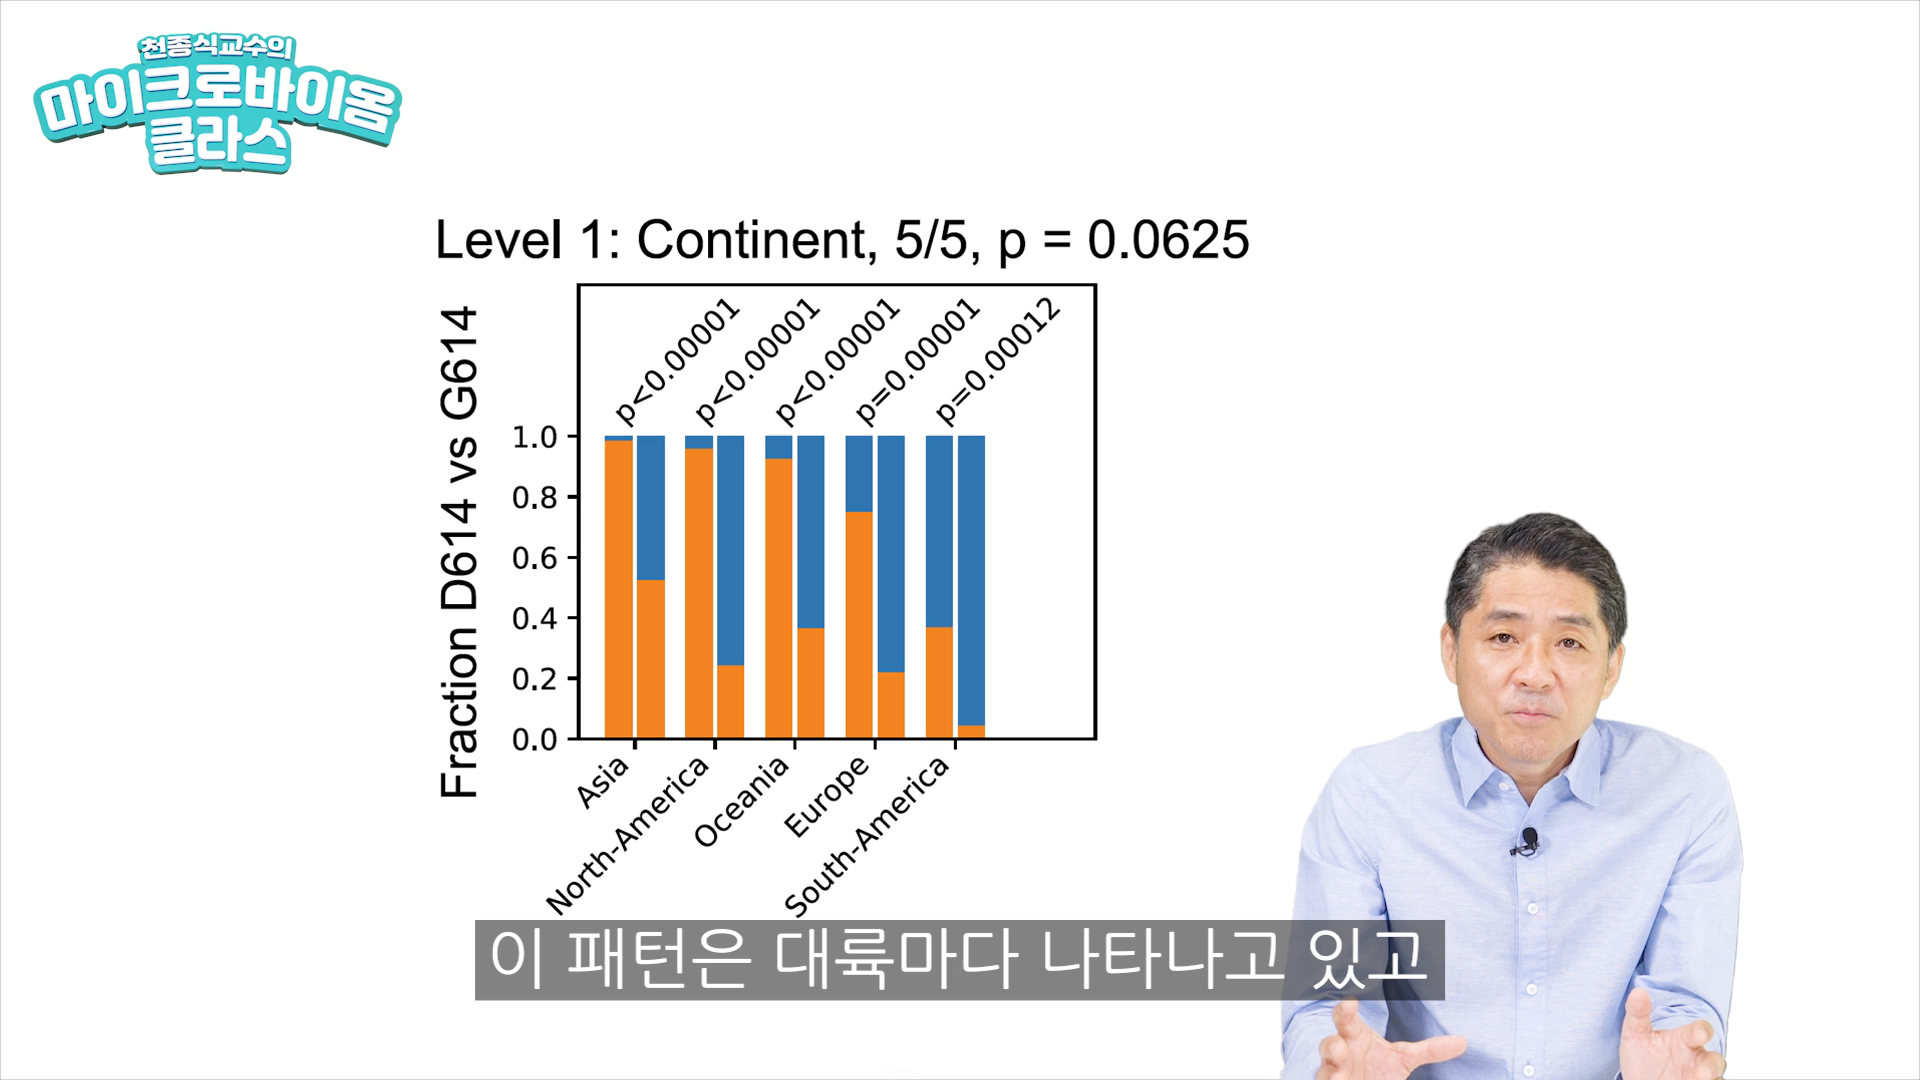 천종식교수의
마이크로바이옴
클라스
Level 1: Continent, 5/5, p = 0.0625
Fraction D614 vs G614
p<0.00001
p<0.00001
p<0.00001
p=0.00001
p=0.00012
1.0
0.8
0.6
0.4
0.2
0.0
Asia
North-America
Oceania
Europe
South-America
이 패턴은 대륙마다 나타나고 있고